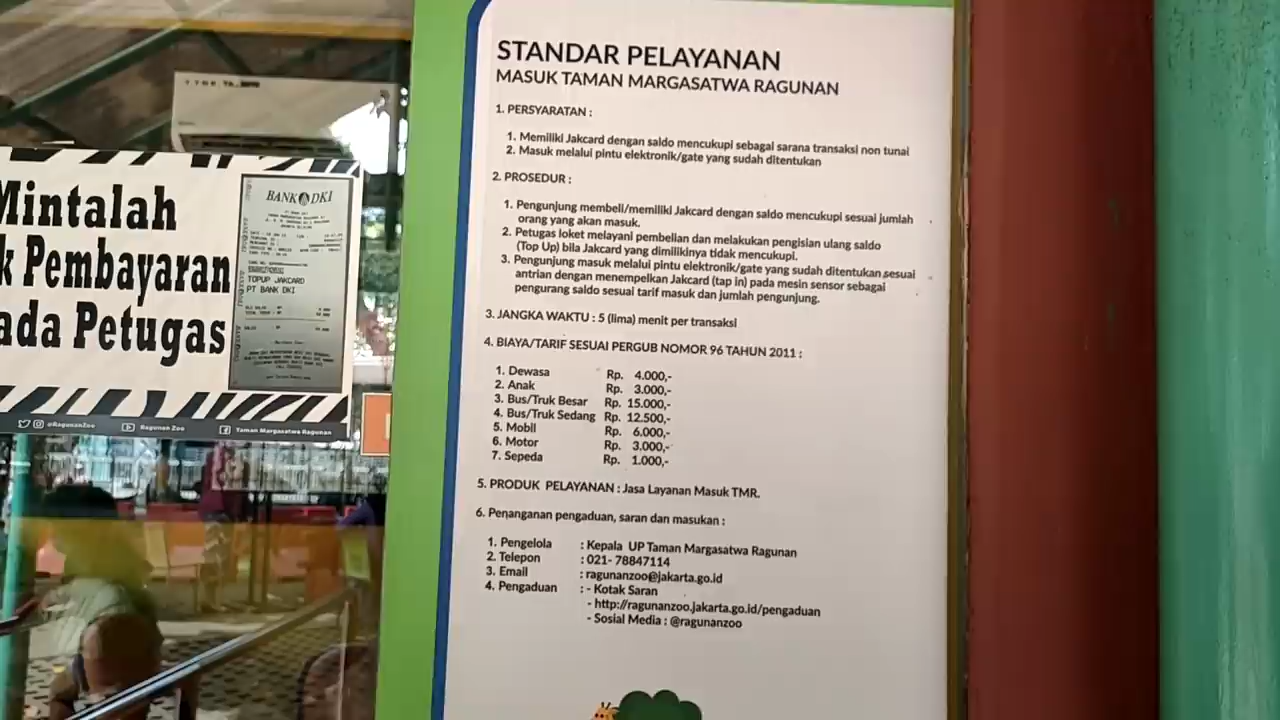 Mintalah
k Pembayaran
ada Petugas
BANK DKI
TOPUP JAKCARD
PT BANK DKI
@RagunanZoo
Ragunan Zoo
Taman Margasatwa Ragunan
STANDAR PELAYANAN
MASUK TAMAN MARGASATWA RAGUNAN
1. PERSYARATAN :
1. Memiliki Jakcard dengan saldo mencukupi sebagai sarana transaksi non tunai
2. Masuk melalui pintu elektronik/gate yang sudah ditentukan
2. PROSEDUR :
1. Pengunjung membeli/memiliki Jakcard dengan saldo mencukupi sesuai jumlah
orang yang akan masuk.
2. Petugas loket melayani pembelian dan melakukan pengisian ulang saldo
(Top Up) bila Jakcard yang dimilikinya tidak mencukupi.
3. Pengunjung masuk melalui pintu elektronik/gate yang sudah ditentukan sesuai
antrian dengan menempelkan Jakcard (tap in) pada mesin sensor sebagai
pengurang saldo sesuai tarif masuk dan jumlah pengunjung.
3. JANGKA WAKTU : 5 (lima) menit per transaksi
4. BIAYA/TARIF SESUAI PERGUB NOMOR 96 TAHUN 2011 :
1. Dewasa Rp. 4.000,-
2. Anak Rp. 3.000,-
3. Bus/Truk Besar Rp. 15.000,-
4. Bus/Truk Sedang Rp. 12.500,-
5. Mobil Rp. 6.000,-
6. Motor Rp. 3.000,-
7. Sepeda Rp. 1.000,-
5. PRODUK PELAYANAN : Jasa Layanan Masuk TMR.
6. Penanganan pengaduan, saran dan masukan :
1. Pengelola : Kepala UP Taman Margasatwa Ragunan
2. Telepon : 021- 78847114
3. Email : ragunanzoo@jakarta.go.id
4. Pengaduan : - Kotak Saran
- http://ragunanzoo.jakarta.go.id/pengaduan
- Sosial Media : @ragunanzoo